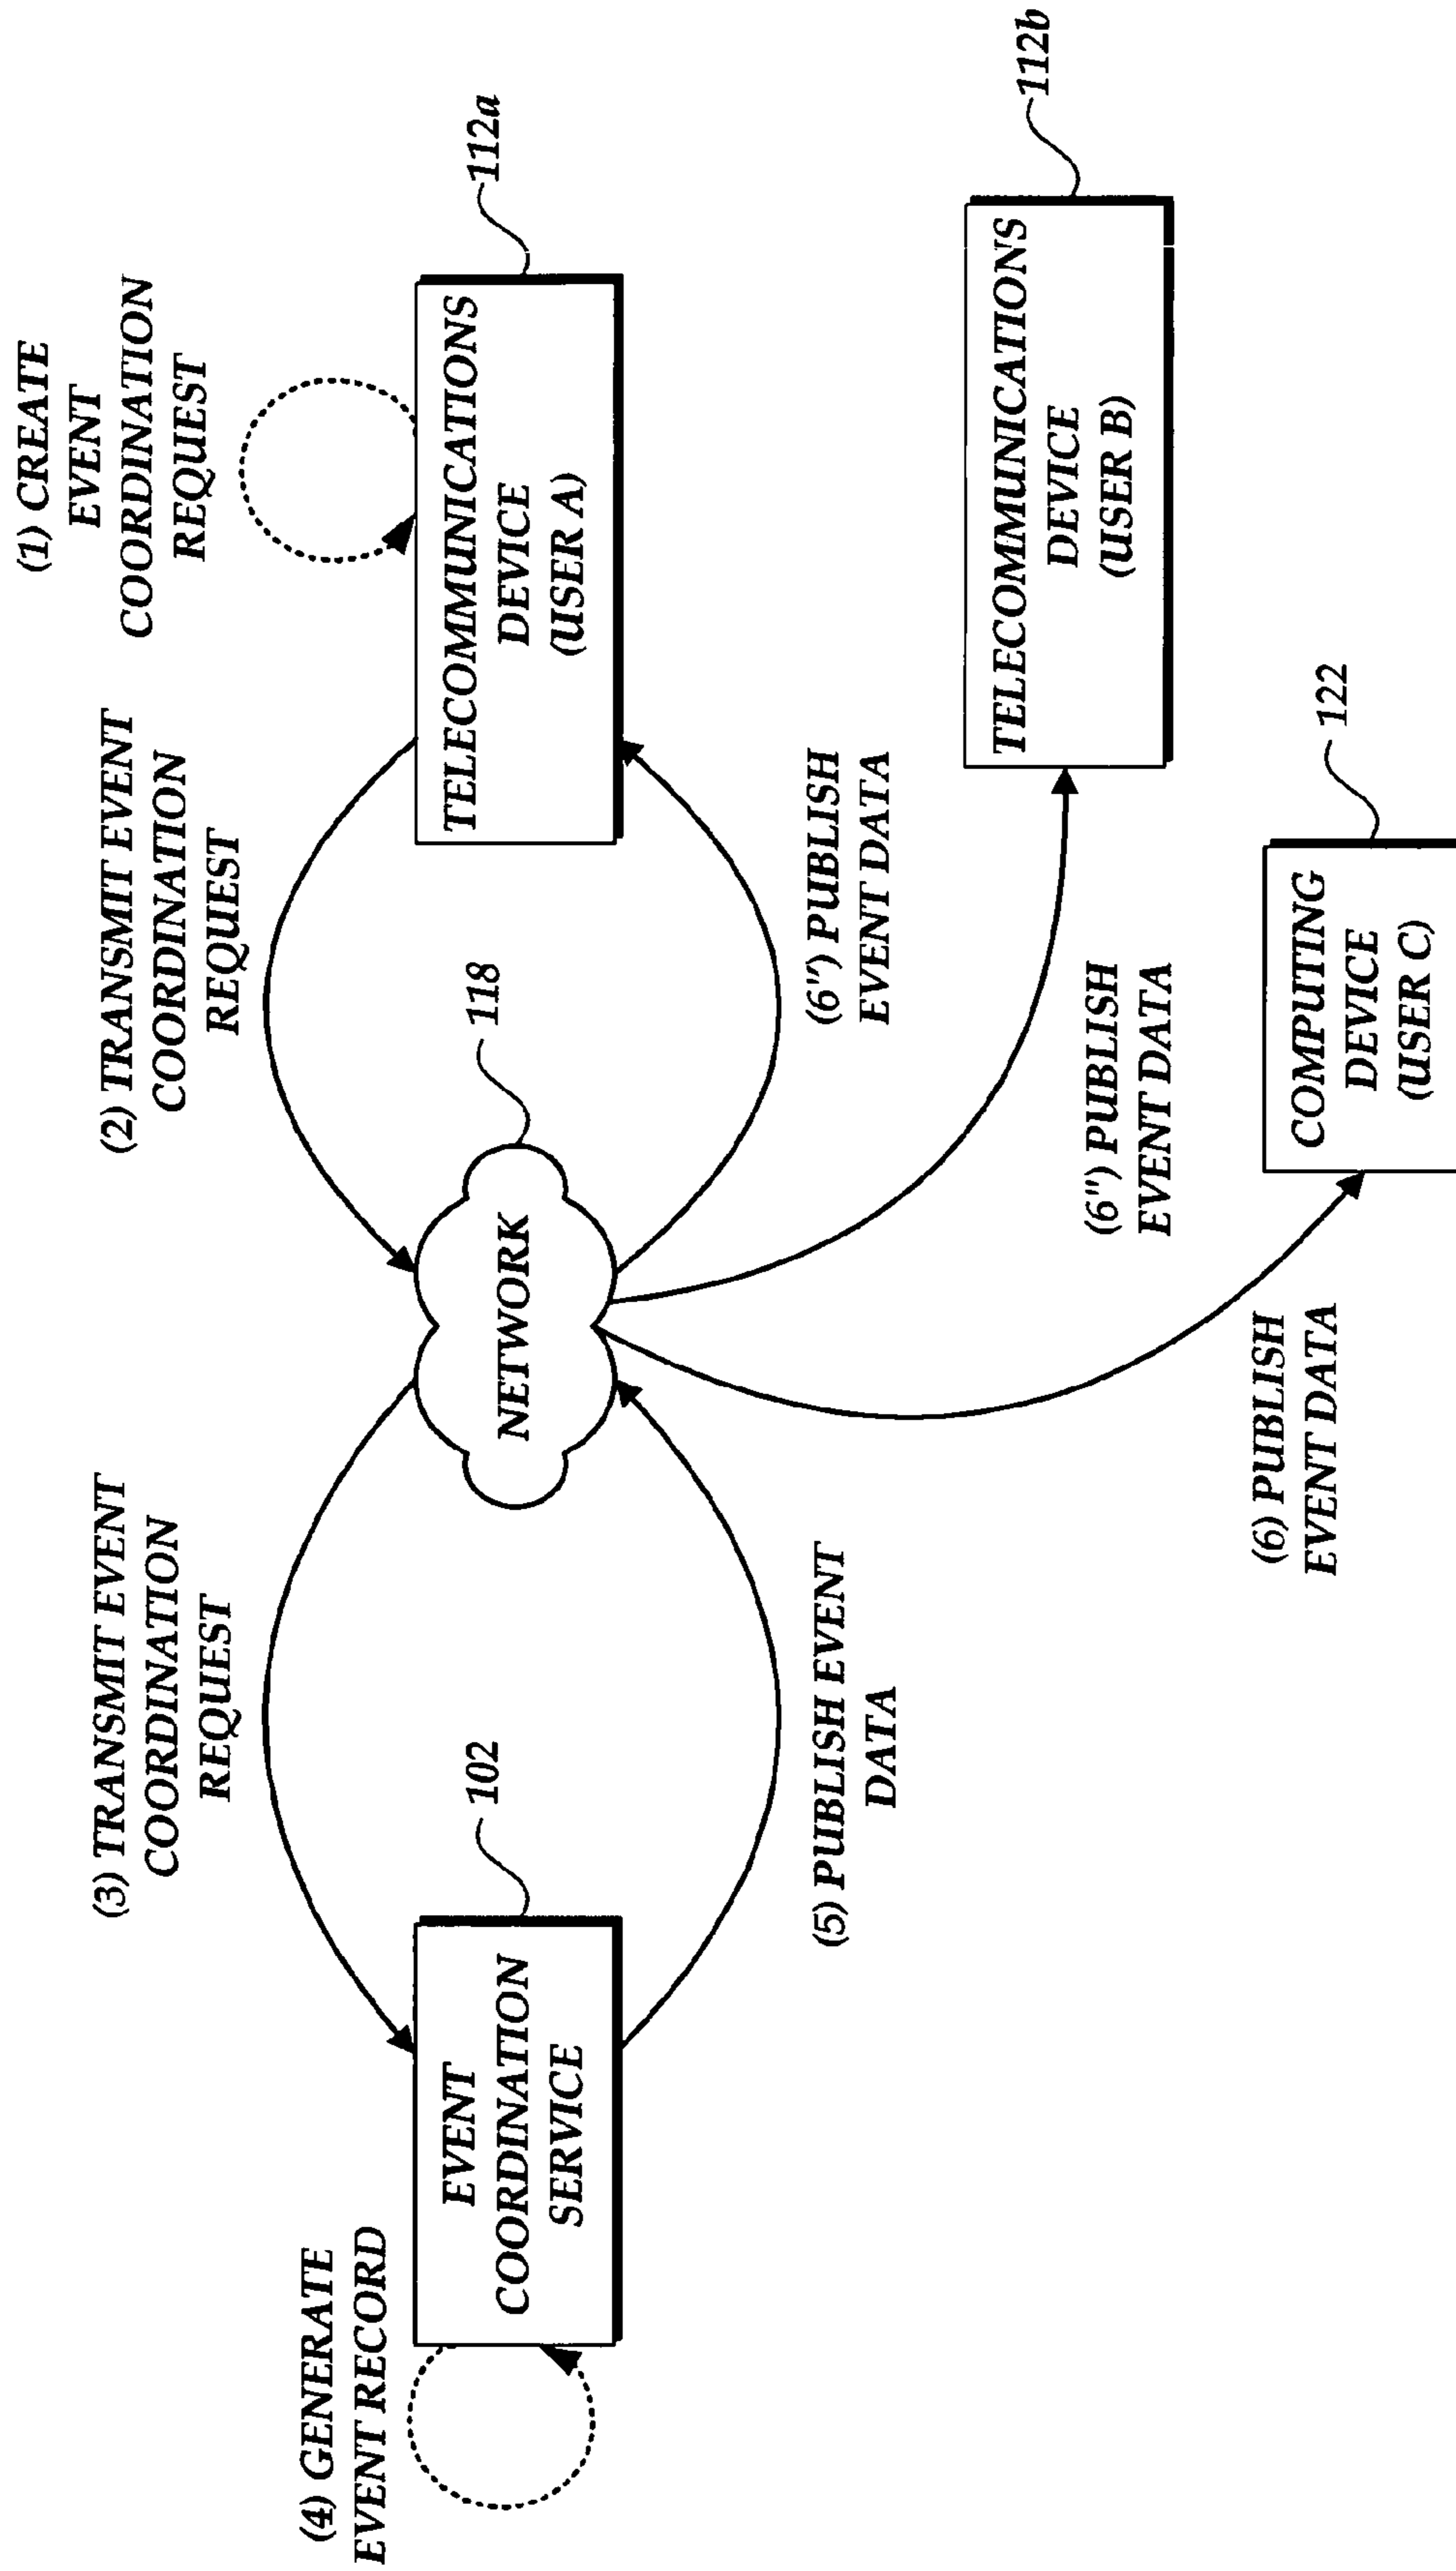 (1) CREATE
EVENT
COORDINATION
REQUEST
(2) TRANSMIT EVENT
COORDINATION
REQUEST
(3) TRANSMIT EVENT
COORDINATION
REQUEST
(4) GENERATE
EVENT RECORD
EVENT
COORDINATION
SERVICE
102
NETWORK
118
TELECOMMUNICATIONS
DEVICE
(USER A)
112a
(5) PUBLISH EVENT
DATA
(6") PUBLISH
EVENT DATA
TELECOMMUNICATIONS
DEVICE
(USER B)
112b
(6") PUBLISH
EVENT DATA
(6) PUBLISH
EVENT DATA
COMPUTING
DEVICE
(USER C)
122